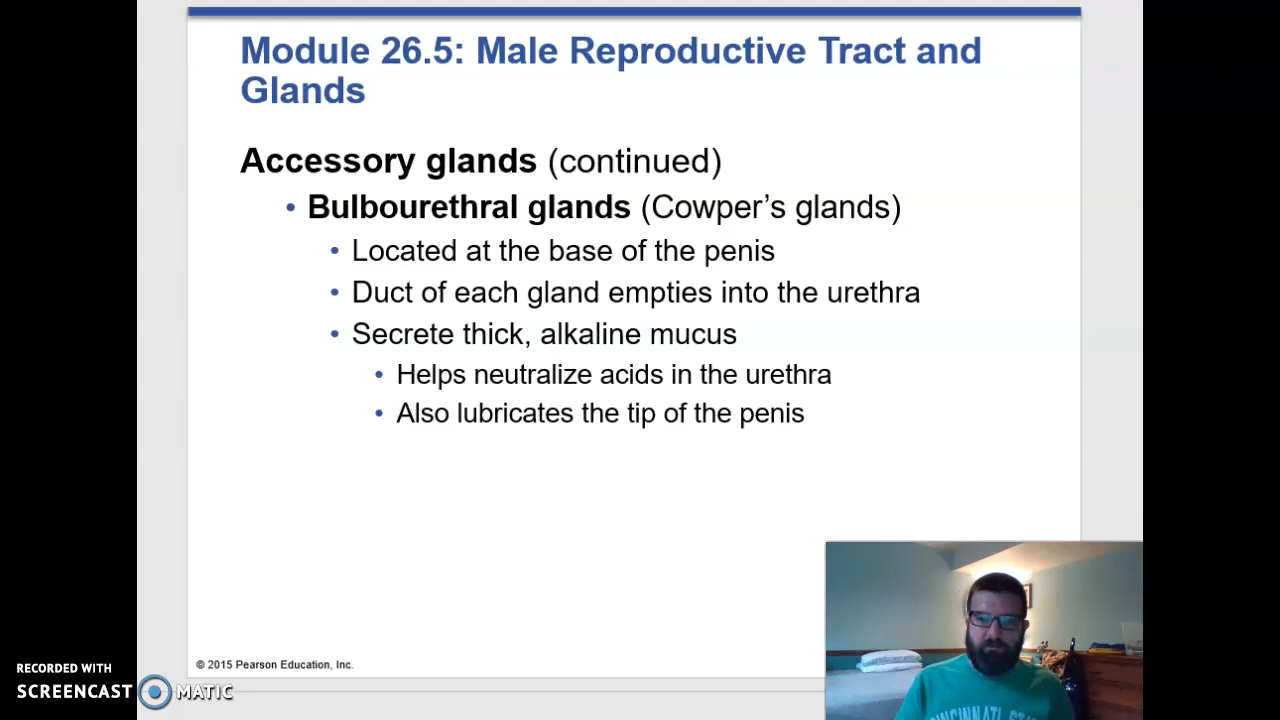 Module 26.5: Male Reproductive Tract and
Glands
Accessory glands (continued)
• Bulbourethral glands (Cowper’s glands)
• Located at the base of the penis
• Duct of each gland empties into the urethra
• Secrete thick, alkaline mucus
• Helps neutralize acids in the urethra
• Also lubricates the tip of the penis
© 2015 Pearson Education, Inc.
RECORDED WITH
SCREENCAST MATIC
CINCINNATI